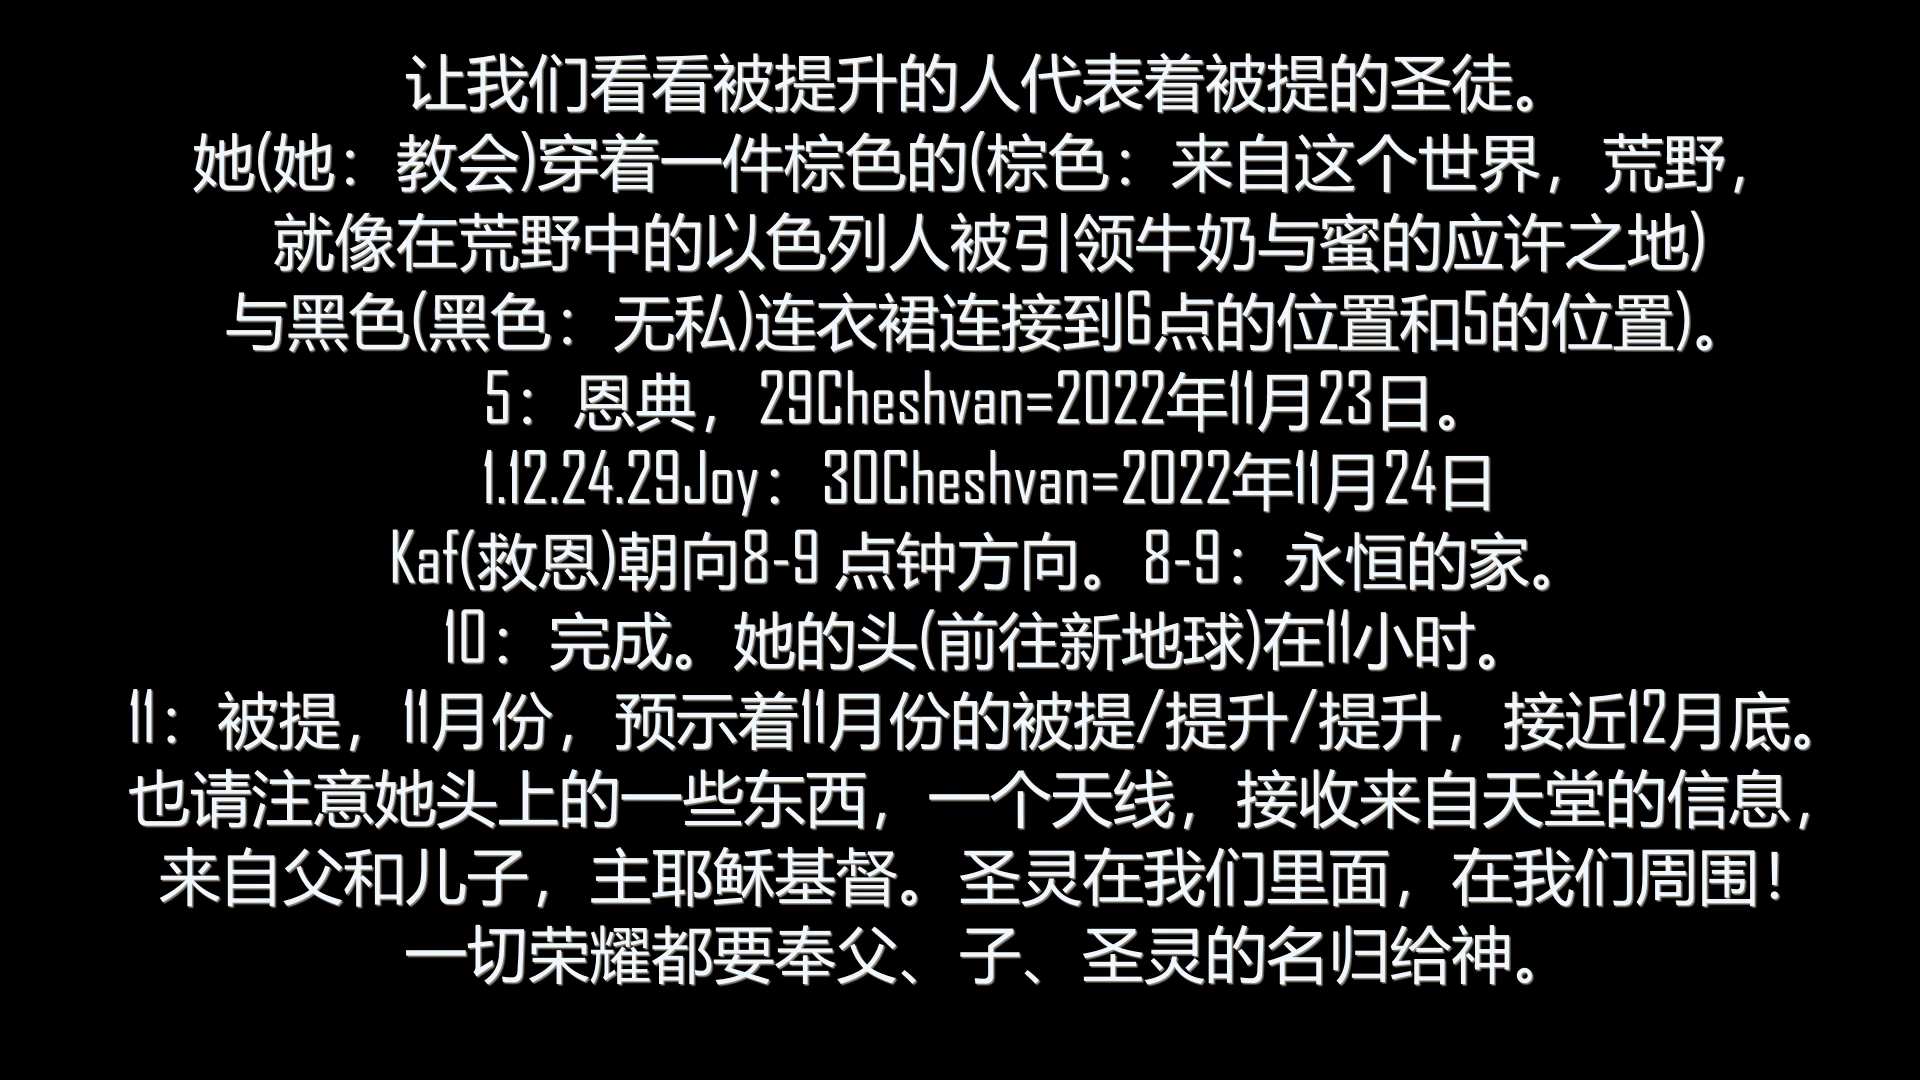 让我们看看被提升的人代表着被提的圣徒。
她(她：教会)穿着一件棕色的(棕色：来自这个世界，荒野，
就像在荒野中的以色列人被引领牛奶与蜜的应许之地)
与黑色(黑色：无私)连衣裙连接到6点的位置和5的位置)。
5：恩典，29Cheshvan=2022年11月23日。
1.12.24.29Joy：30Cheshvan=2022年11月24日
Kaf(救恩)朝向8-9 点钟方向。8-9：永恒的家。
10：完成。她的头(前往新地球)在11小时。
11：被提，11月份，预示着11月份的被提/提升/提升，接近12月底。
也请注意她头上的一些东西，一个天线，接收来自天堂的信息，
来自父和儿子，主耶稣基督。圣灵在我们里面，在我们周围！
一切荣耀都要奉父、子、圣灵的名归给神。